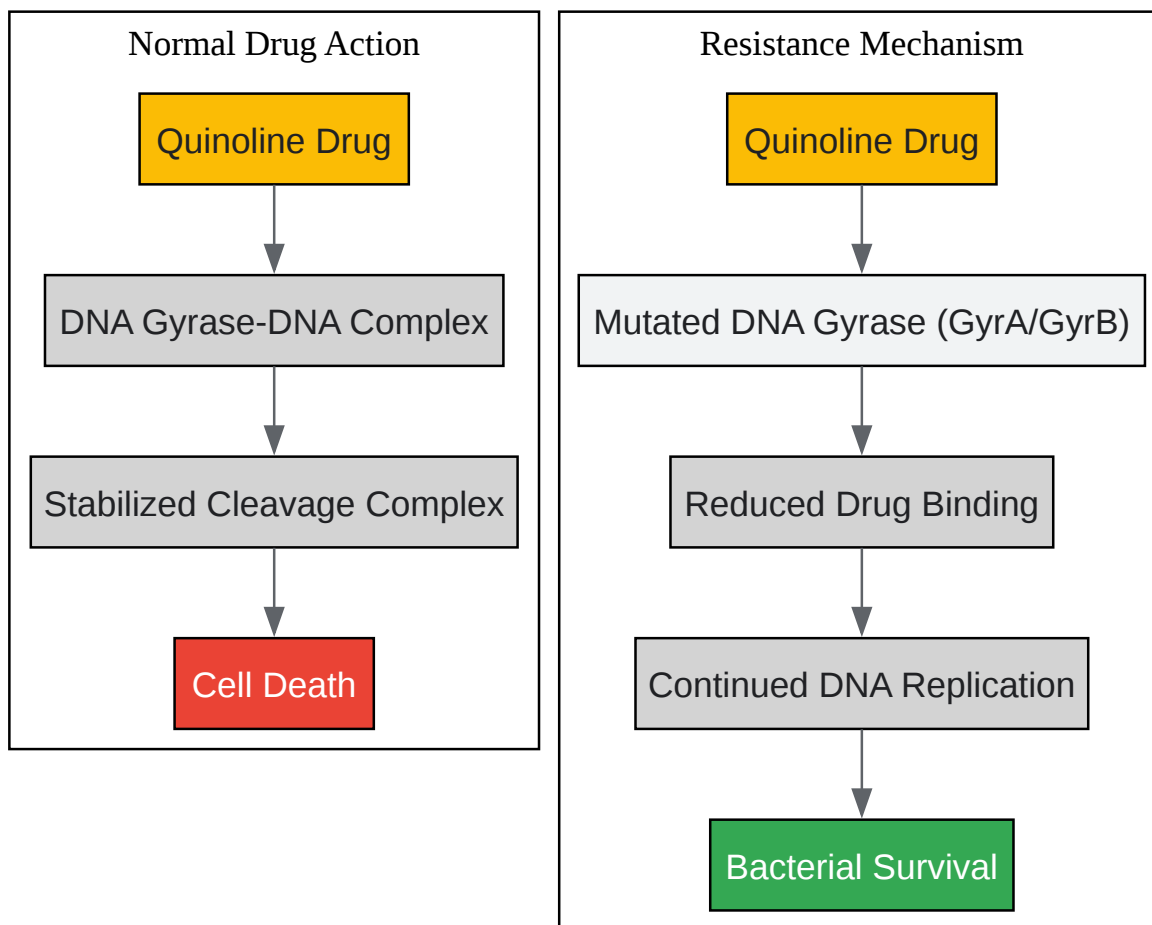 Normal Drug Action
Quinoline Drug
DNA Gyrase-DNA Complex
Stabilized Cleavage Complex
Cell Death
Resistance Mechanism
Quinoline Drug
Mutated DNA Gyrase (GyrA/GyrB)
Reduced Drug Binding
Continued DNA Replication
Bacterial Survival